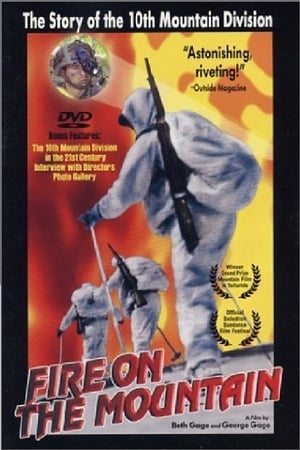 The Story of the 10th Mountain Division
"Astonishing,
riveting!"
~Outside Magazine
DVD
Bonus Features:
The 10th Mountain Division
in the 21st Century
Interview with Directors
Photo Gallery
Winner
Grand Prize
Mountain Film
in Telluride
Official
Selection
Sundance
Film Festival
FIRE ON
THE MOUNTAIN
A Film by
Beth Gage and George Gage